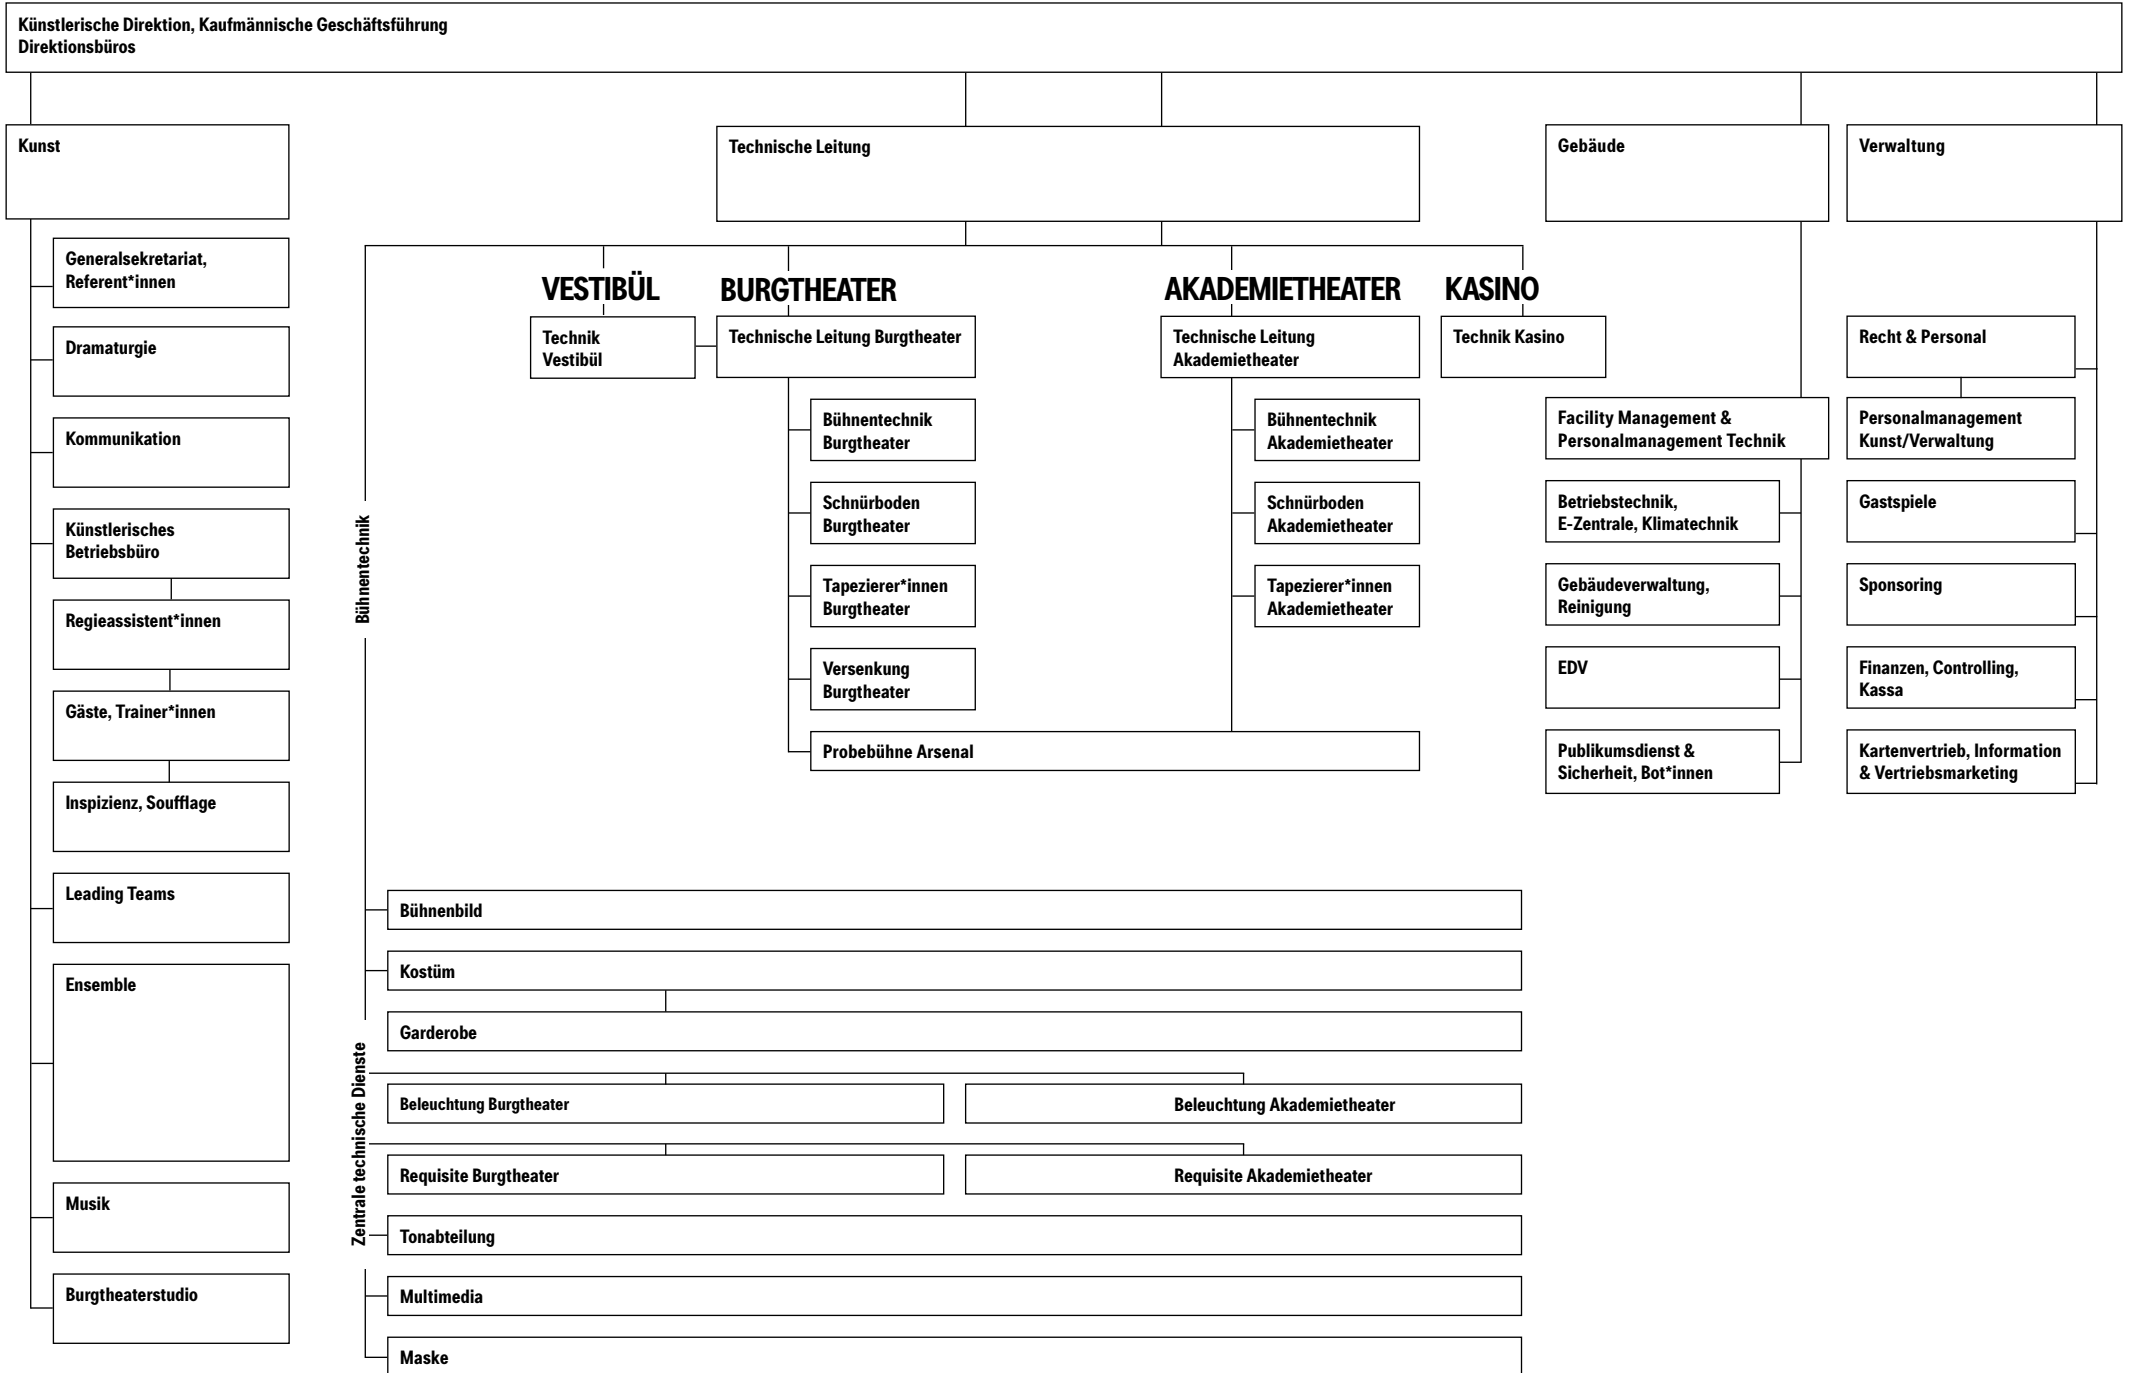 Künstlerische Direktion, Kaufmännische Geschäftsführung
Direktionsbüros
Kunst
Generalsekretariat,
Referent*innen
Dramaturgie
Kommunikation
Künstlerisches
Betriebsbüro
Regieassistent*innen
Gäste, Trainer*innen
Inspizienz, Soufflage
Leading Teams
Ensemble
Musik
Burgtheaterstudio
Technische Leitung
Bühnentechnik
VESTIBÜL
Technik
Vestibül
BURGTHEATER
Technische Leitung Burgtheater
Bühnentechnik
Burgtheater
Schnürboden
Burgtheater
Tapezierer*innen
Burgtheater
Versenkung
Burgtheater
Probebühne Arsenal
AKADEMIETHEATER
Technische Leitung
Akademietheater
Bühnentechnik
Akademietheater
Schnürboden
Akademietheater
Tapezierer*innen
Akademietheater
KASINO
Technik Kasino
Zentrale technische Dienste
Bühnenbild
Kostüm
Garderobe
Beleuchtung Burgtheater
Beleuchtung Akademietheater
Requisite Burgtheater
Requisite Akademietheater
Tonabteilung
Multimedia
Maske
Gebäude
Facility Management &
Personalmanagement Technik
Betriebstechnik,
E-Zentrale, Klimatechnik
Gebäudeverwaltung,
Reinigung
EDV
Publikumsdienst &
Sicherheit, Bot*innen
Verwaltung
Recht & Personal
Personalmanagement
Kunst/Verwaltung
Gastspiele
Sponsoring
Finanzen, Controlling,
Kassa
Kartenvertrieb, Information
& Vertriebsmarketing